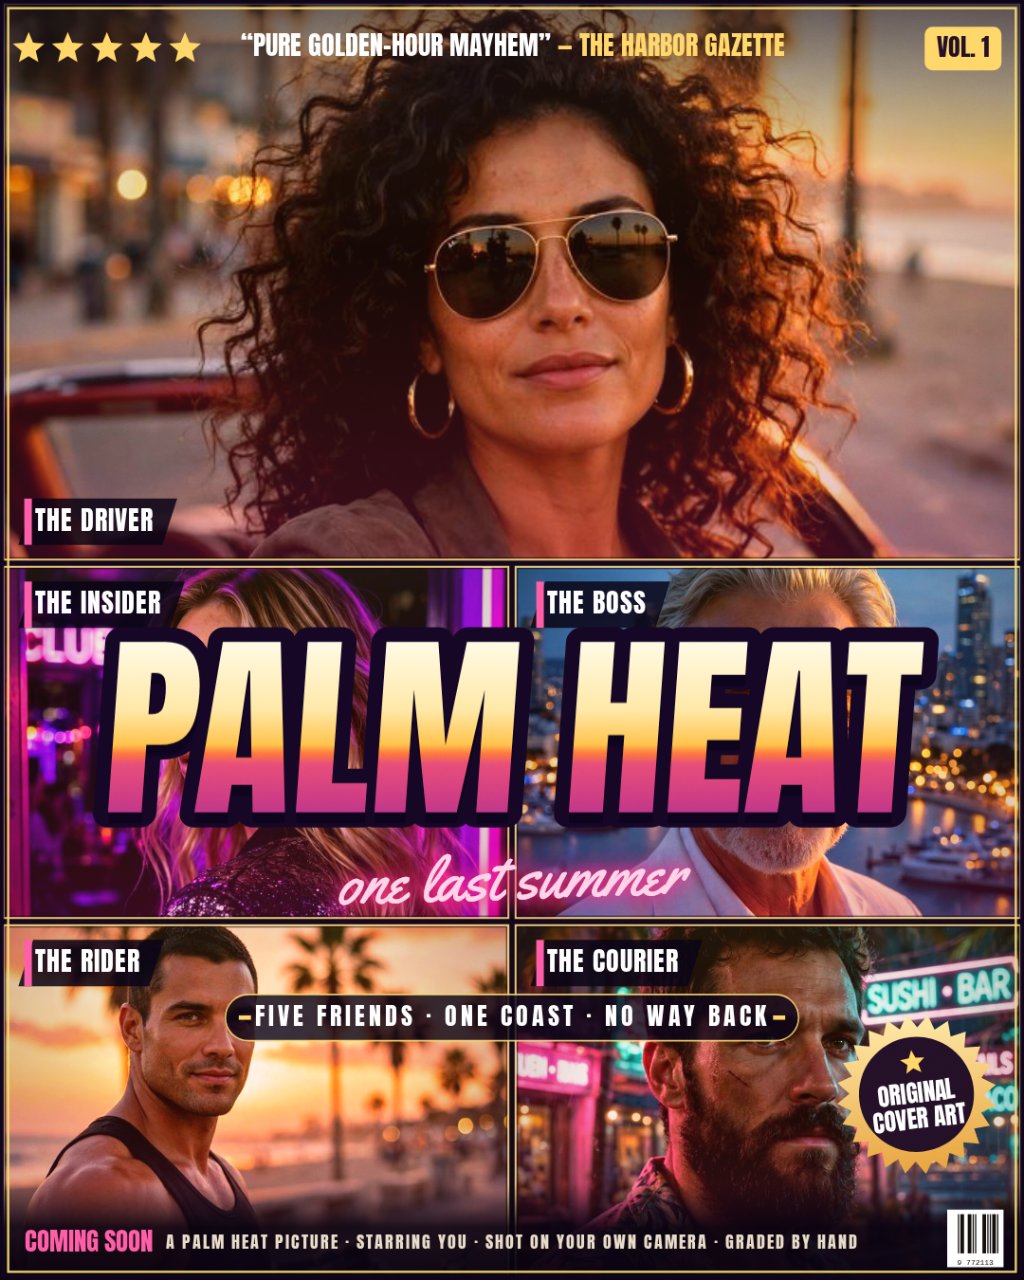 “PURE GOLDEN-HOUR MAYHEM” – THE HARBOR GAZETTE
VOL. 1
THE DRIVER
THE INSIDER
THE BOSS
CLUB
PALM HEAT
one last summer
THE RIDER
THE COURIER
SUSHI • BAR
–FIVE FRIENDS · ONE COAST · NO WAY BACK–
ORIGINAL
COVER ART
COMING SOON
A PALM HEAT PICTURE · STARRING YOU · SHOT ON YOUR OWN CAMERA · GRADED BY HAND
9 772113